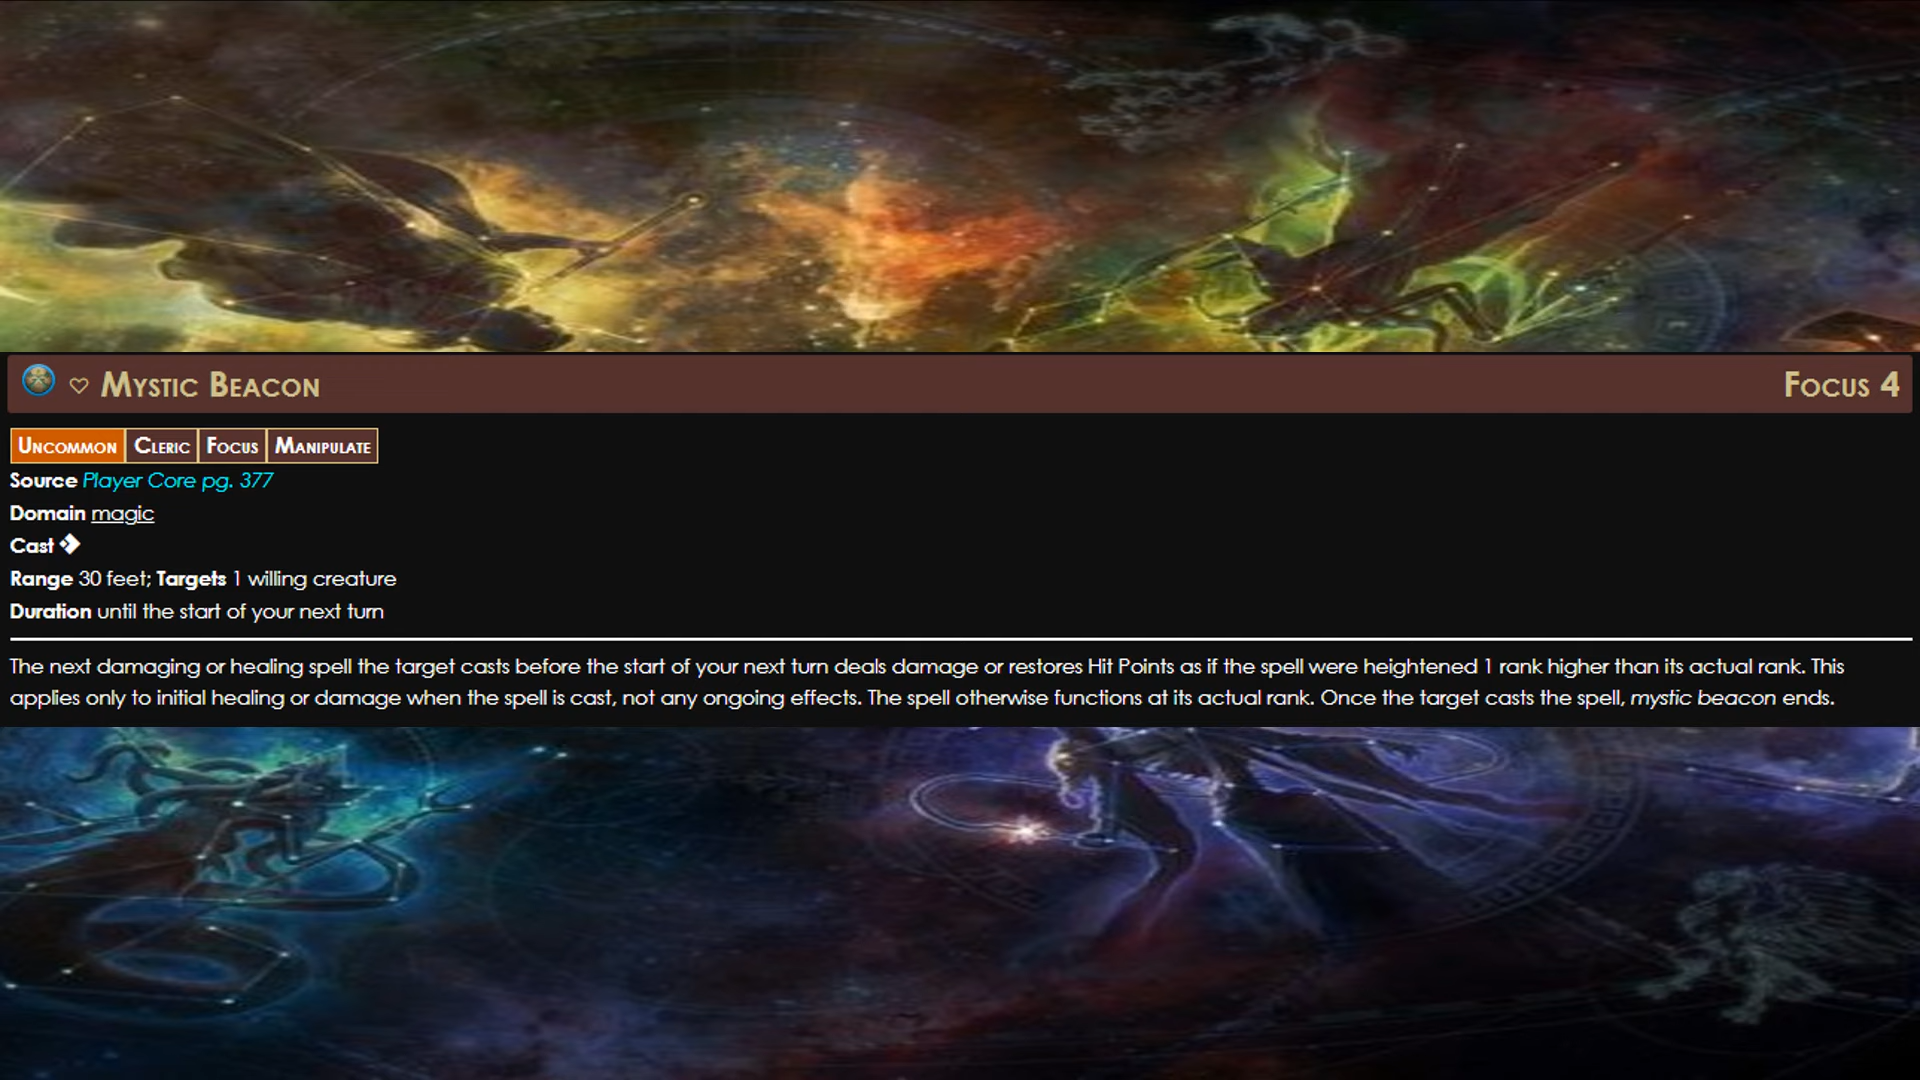 Mystic Beacon Focus 4
Uncommon Cleric Focus Manipulate
Source Player Core pg. 377
Domain magic
Cast
Range 30 feet; Targets 1 willing creature
Duration until the start of your next turn
The next damaging or healing spell the target casts before the start of your next turn deals damage or restores Hit Points as if the spell were heightened 1 rank higher than its actual rank. This
applies only to initial healing or damage when the spell is cast, not any ongoing effects. The spell otherwise functions at its actual rank. Once the target casts the spell, mystic beacon ends.